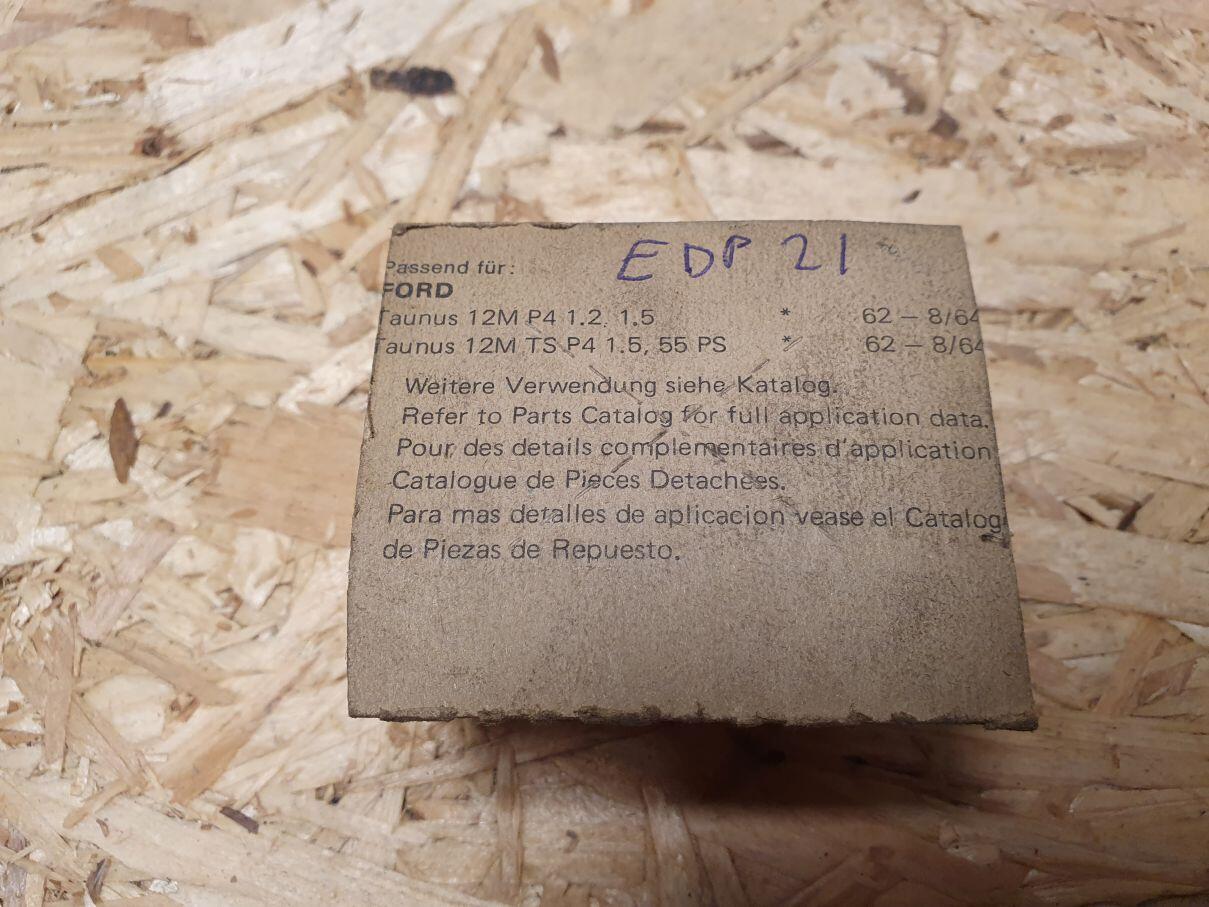 EDP 21
Passend für:
FORD
Taunus 12M P4 1.2, 1.5 * 62 – 8/64
Taunus 12M TS P4 1.5, 55 PS * 62 – 8/64
Weitere Verwendung siehe Katalog.
Refer to Parts Catalog for full application data.
Pour des details complementaires d'application
Catalogue de Pieces Detachees.
Para mas detalles de aplicacion vease el Catalog
de Piezas de Repuesto.